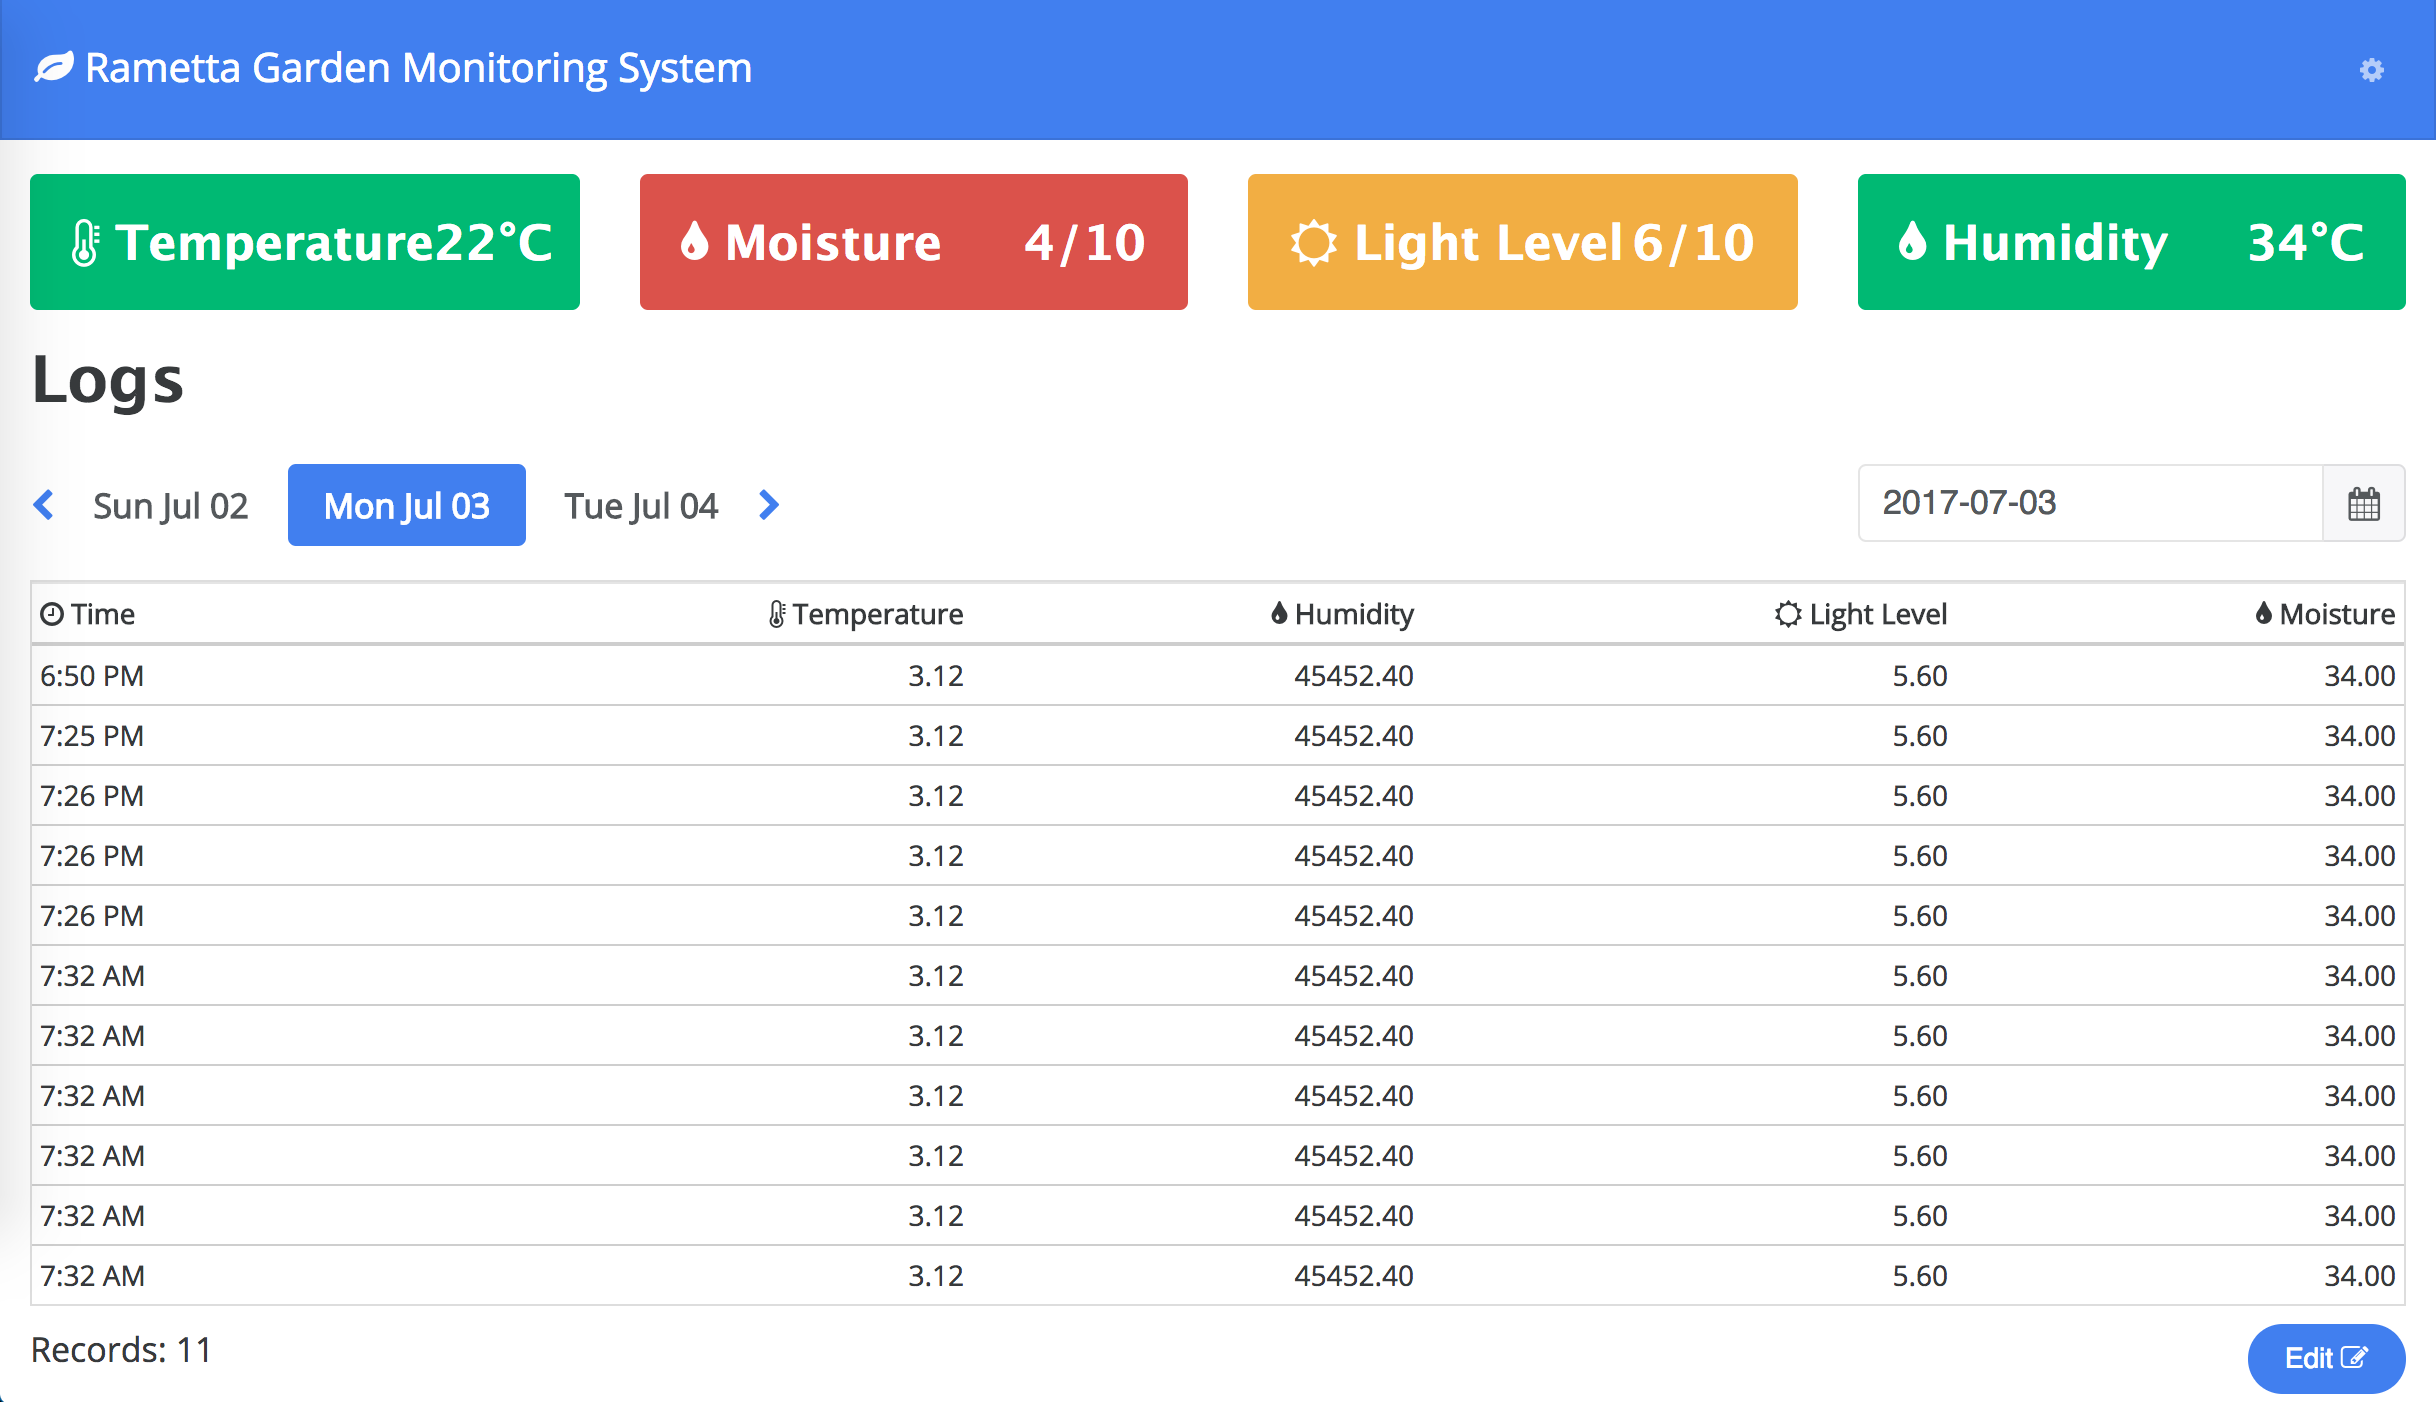 Rametta Garden Monitoring System
Temperature 22°C Moisture 4/10 Light Level 6/10 Humidity 34°C
Logs
Sun Jul 02 Mon Jul 03 Tue Jul 04 2017-07-03
Time Temperature Humidity Light Level Moisture
6:50 PM 3.12 45452.40 5.60 34.00
7:25 PM 3.12 45452.40 5.60 34.00
7:26 PM 3.12 45452.40 5.60 34.00
7:26 PM 3.12 45452.40 5.60 34.00
7:26 PM 3.12 45452.40 5.60 34.00
7:32 AM 3.12 45452.40 5.60 34.00
7:32 AM 3.12 45452.40 5.60 34.00
7:32 AM 3.12 45452.40 5.60 34.00
7:32 AM 3.12 45452.40 5.60 34.00
7:32 AM 3.12 45452.40 5.60 34.00
7:32 AM 3.12 45452.40 5.60 34.00
Records: 11 Edit